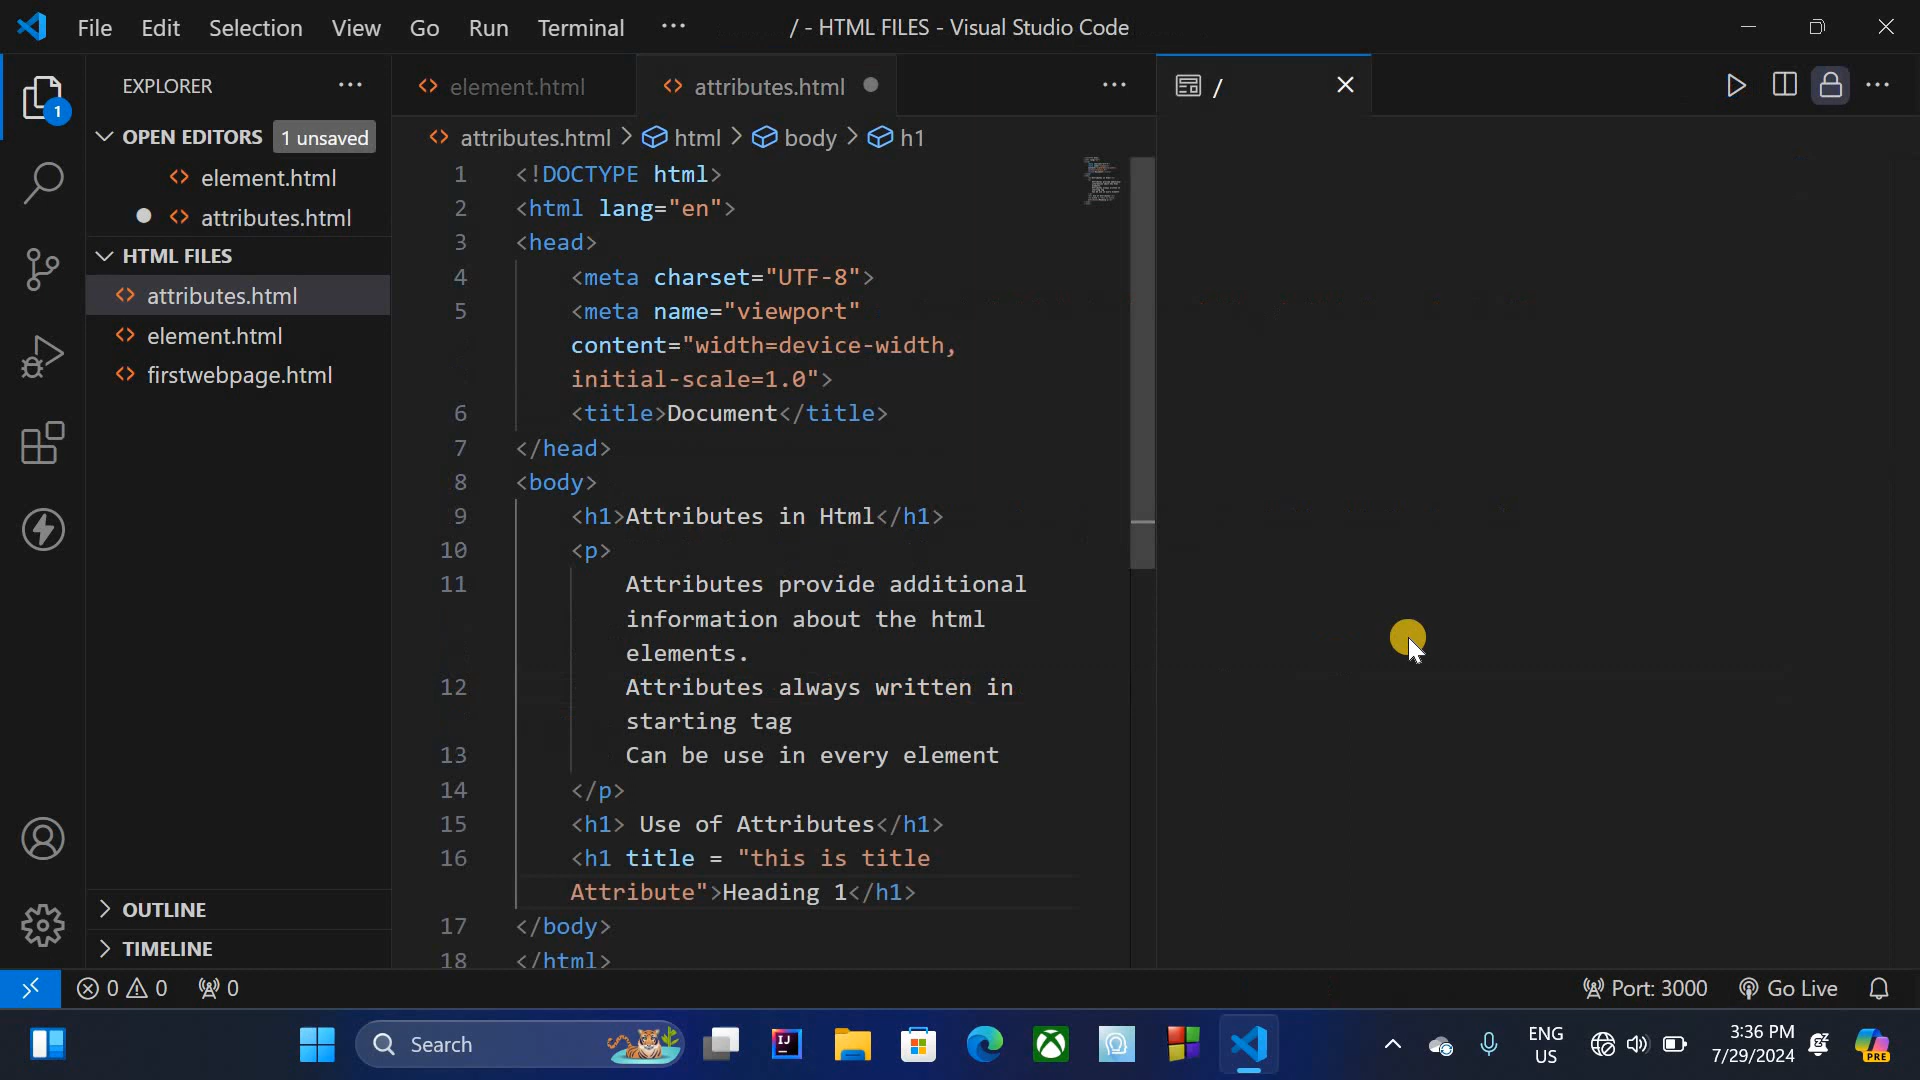 File Edit Selection View Go Run Terminal ··· / - HTML FILES - Visual Studio Code
EXPLORER ···
1
OPEN EDITORS 1 unsaved
element.html
attributes.html
HTML FILES
attributes.html
element.html
firstwebpage.html
OUTLINE
TIMELINE
element.html attributes.html ···
attributes.html > html > body > h1
1 <!DOCTYPE html>
2 <html lang="en">
3 <head>
4 <meta charset="UTF-8">
5 <meta name="viewport"
content="width=device-width,
initial-scale=1.0">
6 <title>Document</title>
7 </head>
8 <body>
9 <h1>Attributes in Html</h1>
10 <p>
11 Attributes provide additional
information about the html
elements.
12 Attributes always written in
starting tag
13 Can be use in every element
14 </p>
15 <h1> Use of Attributes</h1>
16 <h1 title = "this is title
Attribute">Heading 1</h1>
17 </body>
18 </html>
/
0 0 0 Port: 3000 Go Live
Search
IJ
ENG
US
3:36 PM
7/29/2024
PRE